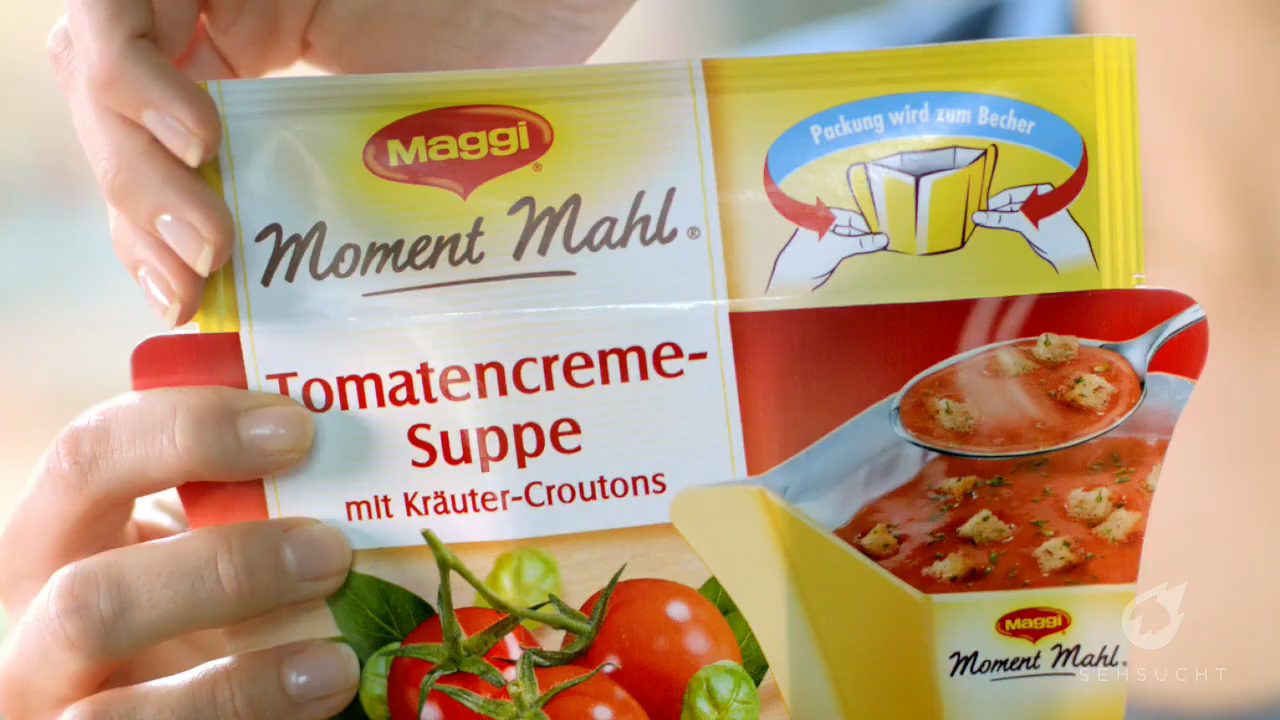 Maggi
®
Moment Mahl®
Tomatencreme-
Suppe
mit Kräuter-Croutons
Packung wird zum Becher
Maggi
Moment Mahl.
SEHSUCHT